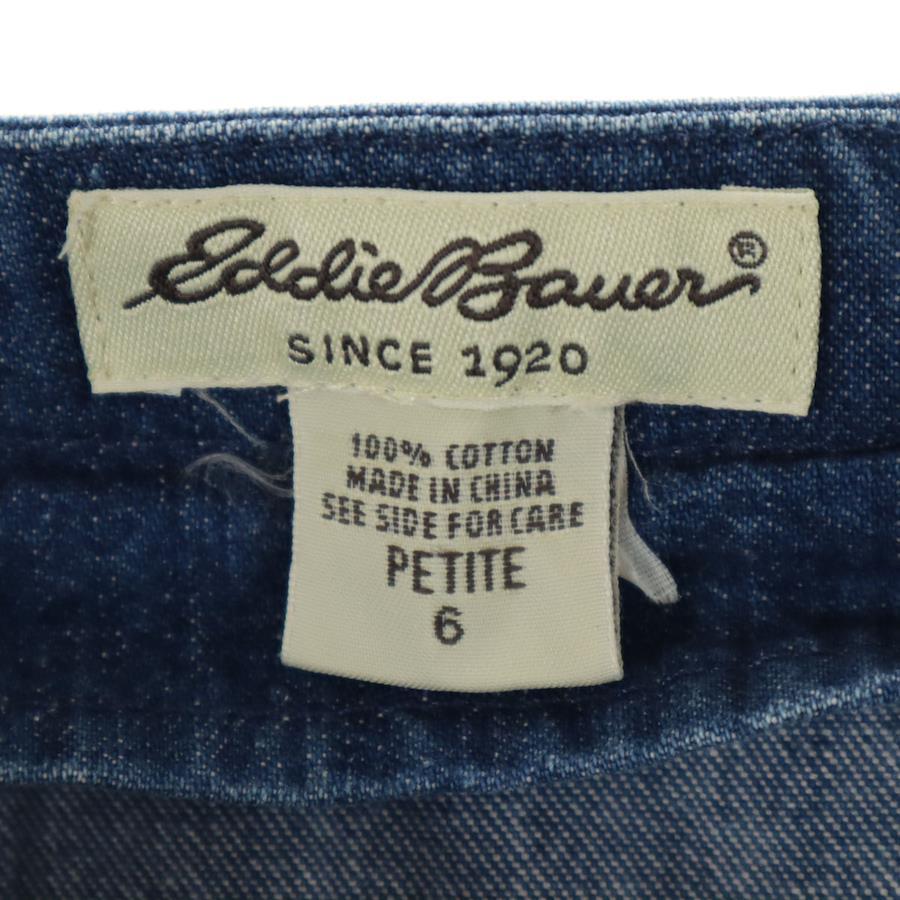 Eddie Bauer®
SINCE 1920
100% COTTON
MADE IN CHINA
SEE SIDE FOR CARE
PETITE
6